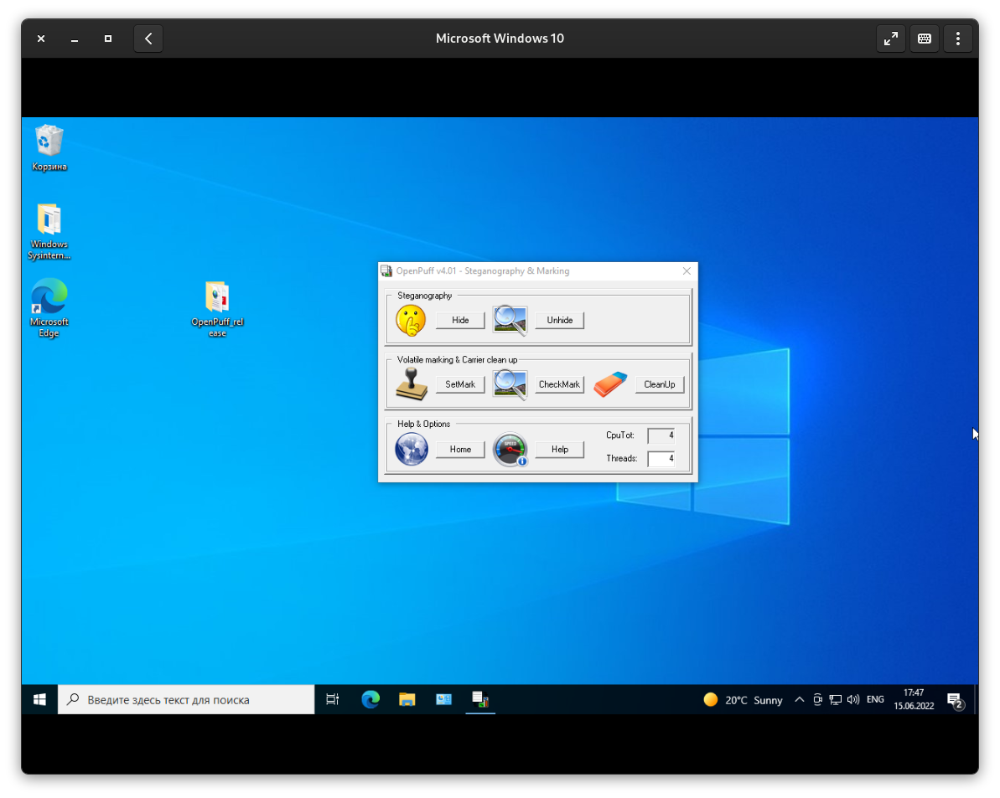 Microsoft Windows 10
Корзина
Windows
Sysintern...
Microsoft
Edge
OpenPuff_rel
ease
OpenPuff v4.01 - Steganography & Marking
Steganography
Hide
Unhide
Volatile marking & Carrier clean up
SetMark
CheckMark
CleanUp
Help & Options
Home
SPEED
Help
CpuTot:
4
Threads:
4
Введите здесь текст для поиска
20°C Sunny
ENG
17:47
15.06.2022
2